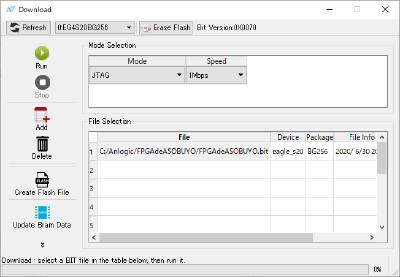 Download
Refresh
0:EG4S20BG256
Erase Flash
Bit Version:0X0070
Run
Stop
Add
Delete
Create Flash File
Update Bram Data
Mode Selection
Mode Speed
JTAG 1Mbps
File Selection
File Device Package File Info
1 C:/Anlogic/FPGAdeASOBUYO/FPGAdeASOBUYO.bit eagle_s20 BG256 2020/ 6/30 20
2
3
4
5
Download : select a BIT file in the table below, then run it.
0%